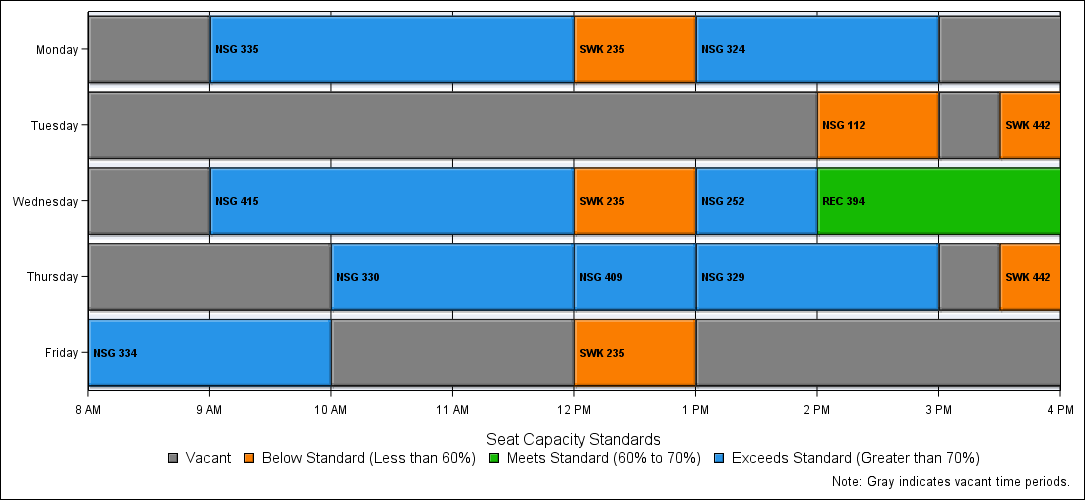 Monday NSG 335 SWK 235 NSG 324
Tuesday NSG 112 SWK 442
Wednesday NSG 415 SWK 235 NSG 252 REC 394
Thursday NSG 330 NSG 409 NSG 329 SWK 442
Friday NSG 334 SWK 235
8 AM 9 AM 10 AM 11 AM 12 PM 1 PM 2 PM 3 PM 4 PM
Seat Capacity Standards
Vacant Below Standard (Less than 60%) Meets Standard (60% to 70%) Exceeds Standard (Greater than 70%)
Note: Gray indicates vacant time periods.